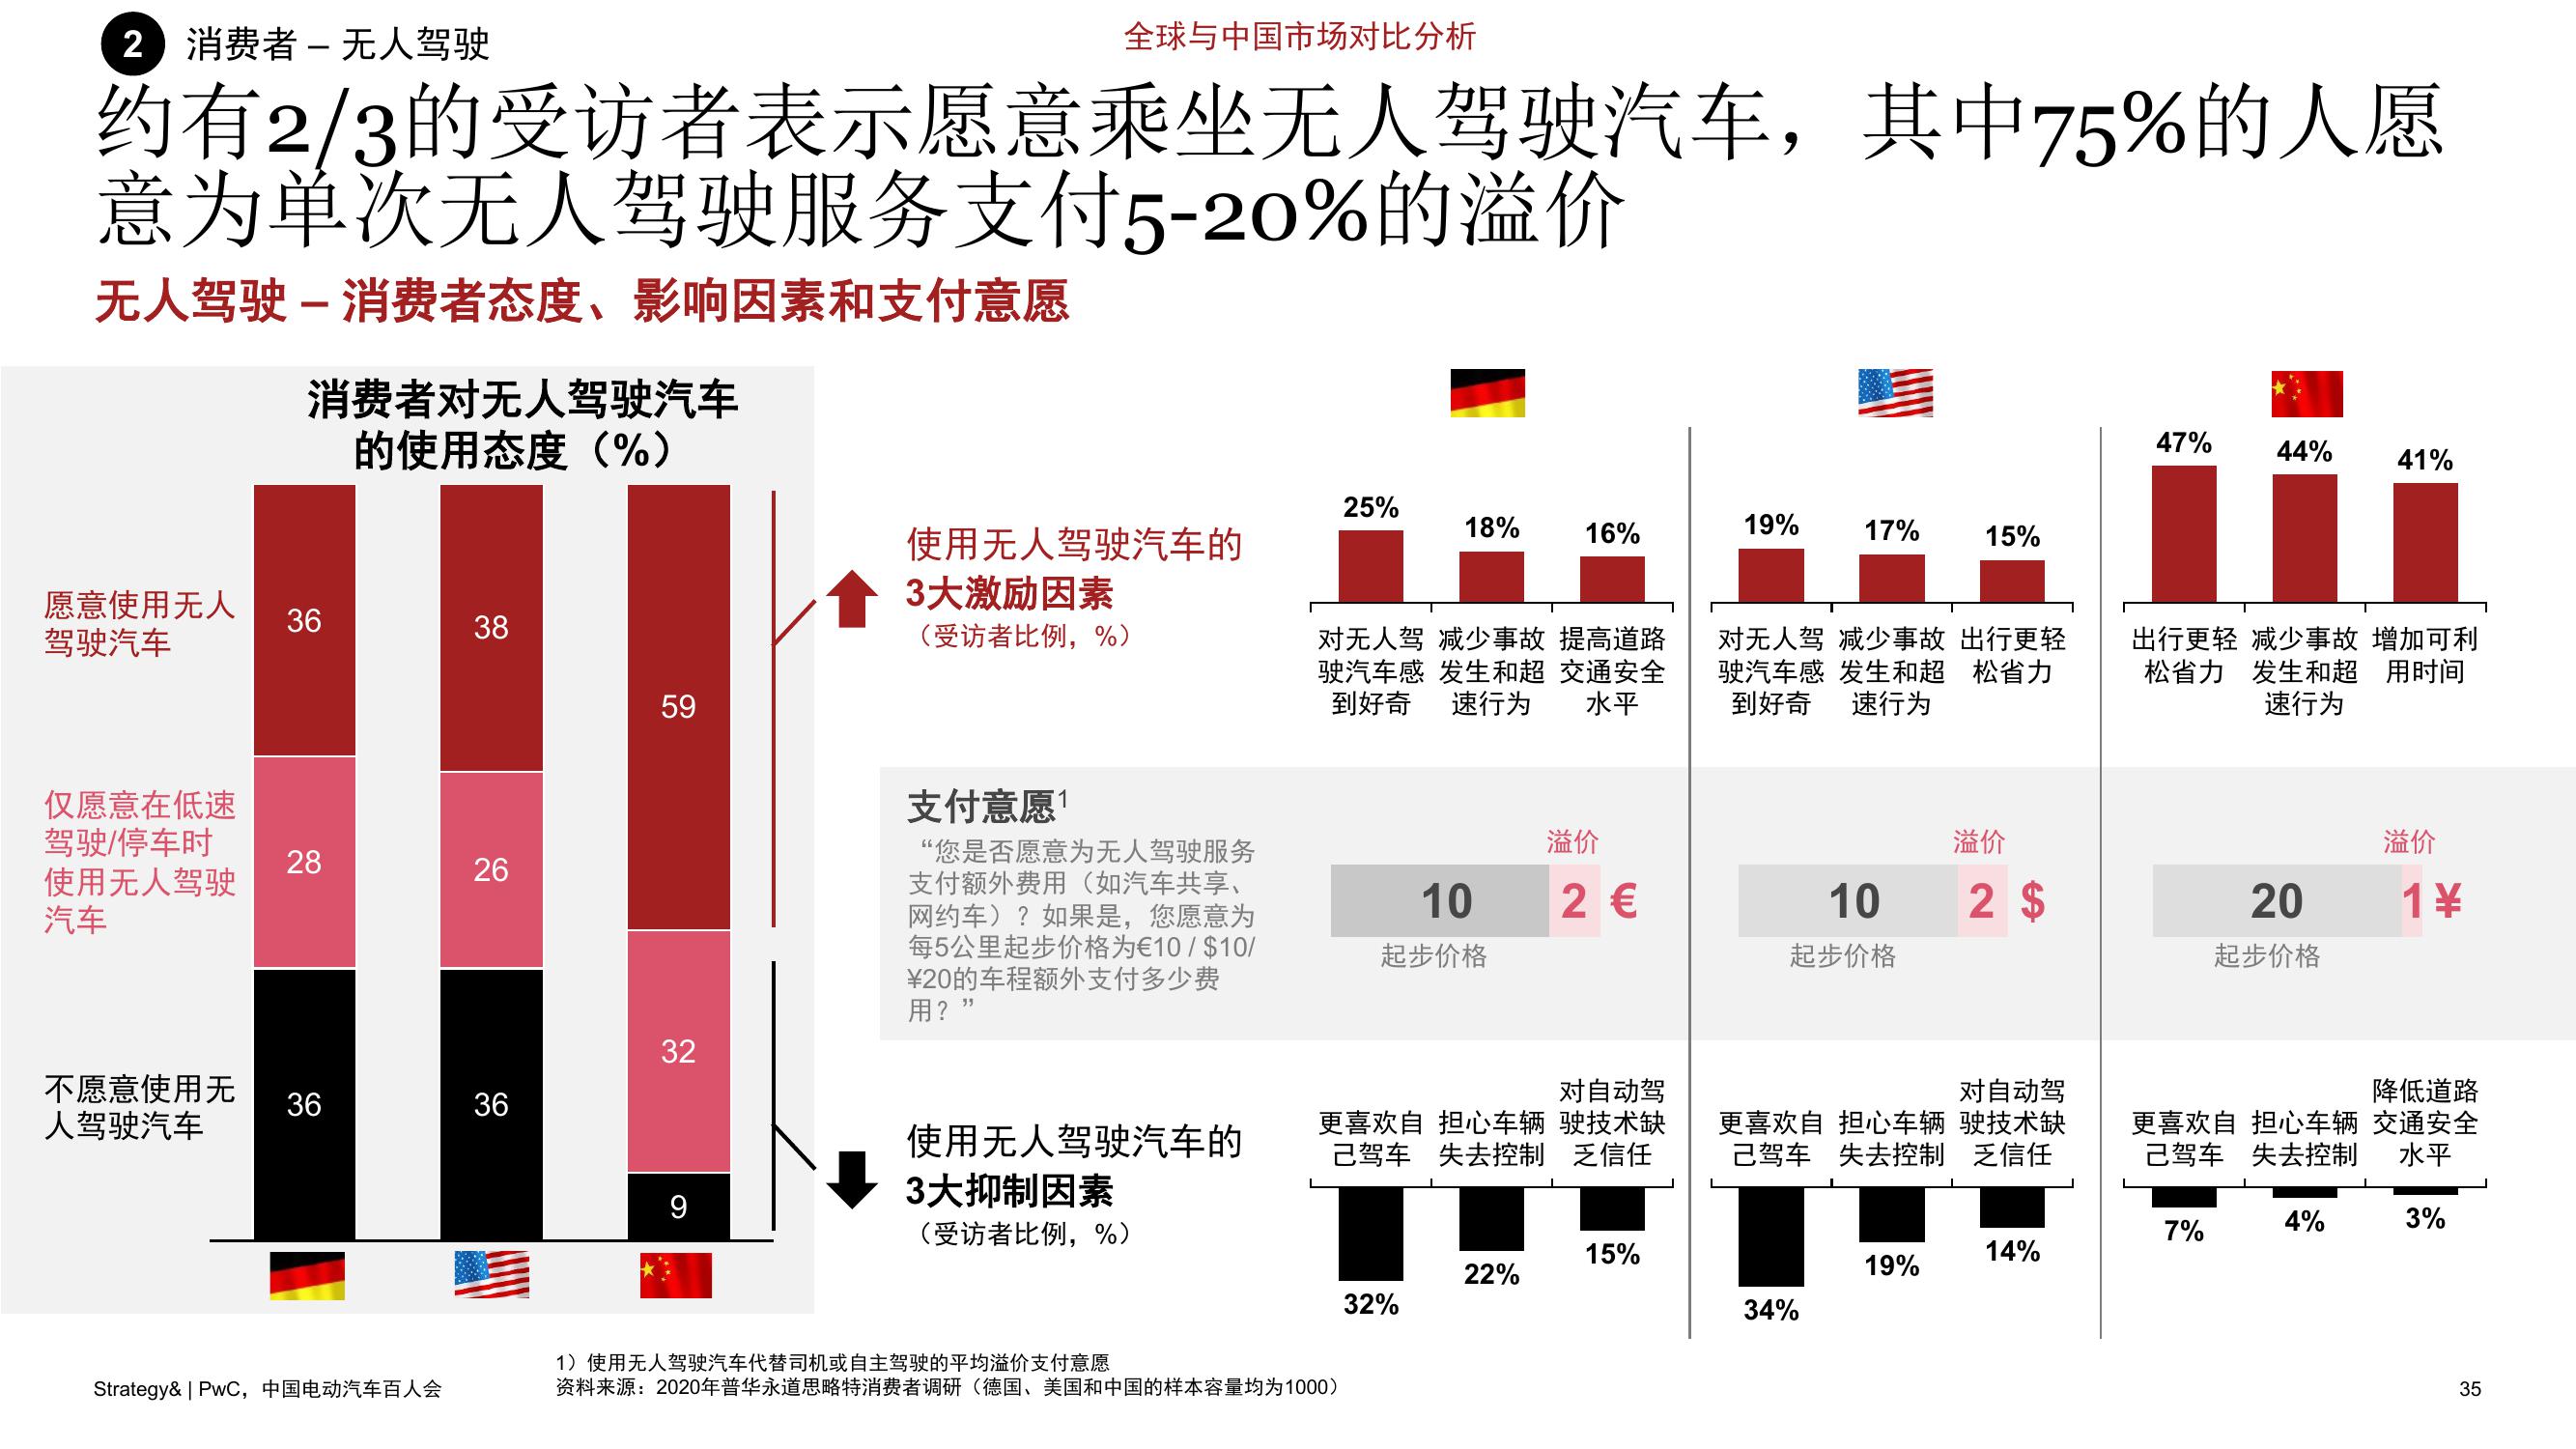 2 消费者 – 无人驾驶
全球与中国市场对比分析
约有2/3的受访者表示愿意乘坐无人驾驶汽车，其中75%的人愿
意为单次无人驾驶服务支付5-20%的溢价
无人驾驶 – 消费者态度、影响因素和支付意愿
消费者对无人驾驶汽车
的使用态度（%）
愿意使用无人
驾驶汽车
36 38 59
仅愿意在低速
驾驶/停车时
使用无人驾驶
汽车
28 26 32
不愿意使用无
人驾驶汽车
36 36 9
使用无人驾驶汽车的
3大激励因素
（受访者比例，%）
25% 18% 16%
对无人驾 减少事故 提高道路
驶汽车感 发生和超 交通安全
到好奇 速行为 水平
19% 17% 15%
对无人驾 减少事故 出行更轻
驶汽车感 发生和超 松省力
到好奇 速行为
47% 44% 41%
出行更轻 减少事故 增加可利
松省力 发生和超 用时间
速行为
支付意愿1
“您是否愿意为无人驾驶服务
支付额外费用（如汽车共享、
网约车）？如果是，您愿意为
每5公里起步价格为€10 / $10/
¥20的车程额外支付多少费
用？”
溢价
10 2 €
起步价格
溢价
10 2 $
起步价格
溢价
20 1 ¥
起步价格
使用无人驾驶汽车的
3大抑制因素
（受访者比例，%）
对自动驾
更喜欢自 担心车辆 驶技术缺
己驾车 失去控制 乏信任
32% 22% 15%
对自动驾
更喜欢自 担心车辆 驶技术缺
己驾车 失去控制 乏信任
34% 19% 14%
降低道路
更喜欢自 担心车辆 交通安全
己驾车 失去控制 水平
7% 4% 3%
1）使用无人驾驶汽车代替司机或自主驾驶的平均溢价支付意愿
资料来源：2020年普华永道思略特消费者调研（德国、美国和中国的样本容量均为1000）
Strategy& | PwC，中国电动汽车百人会
35